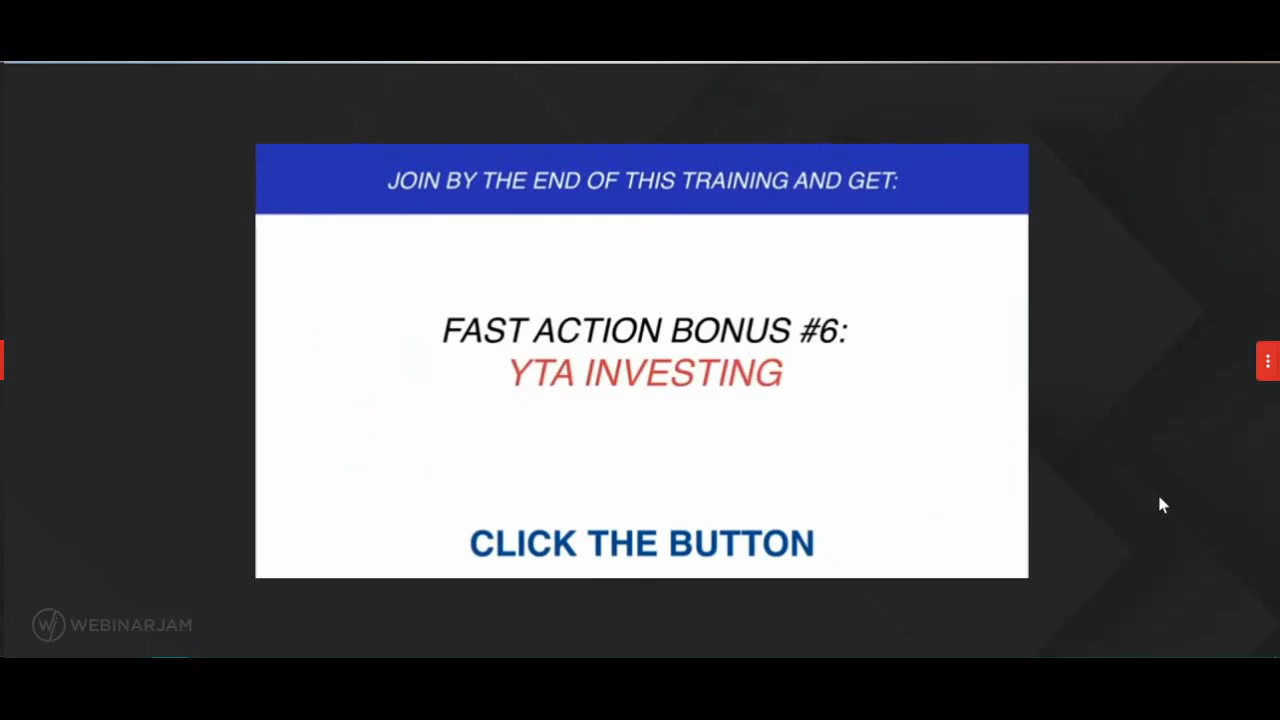 JOIN BY THE END OF THIS TRAINING AND GET:
FAST ACTION BONUS #6:
YTA INVESTING
CLICK THE BUTTON
WEBINARJAM